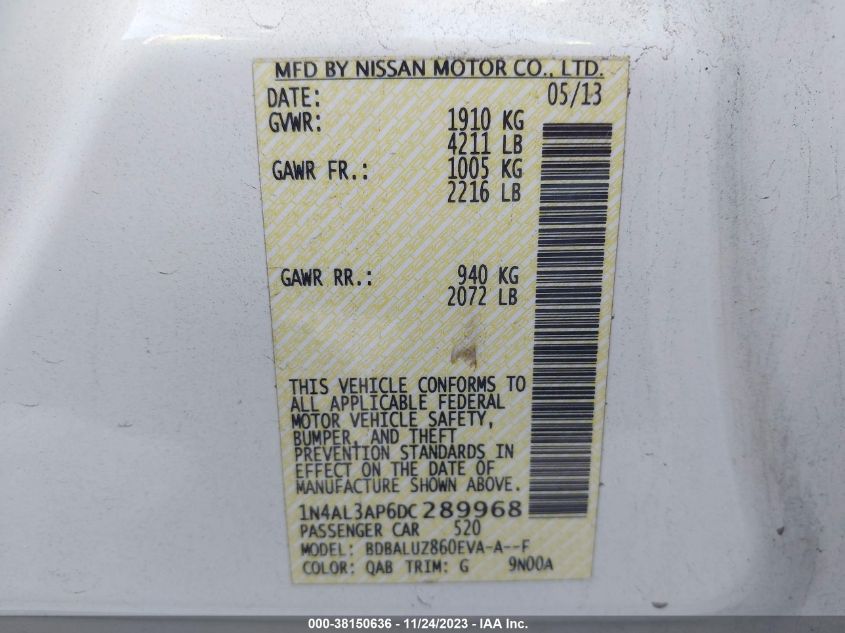 MFD BY NISSAN MOTOR CO., LTD.
DATE: 05/13
GVWR: 1910 KG
4211 LB
GAWR FR.: 1005 KG
2216 LB
GAWR RR.: 940 KG
2072 LB
THIS VEHICLE CONFORMS TO
ALL APPLICABLE FEDERAL
MOTOR VEHICLE SAFETY,
BUMPER, AND THEFT
PREVENTION STANDARDS IN
EFFECT ON THE DATE OF
MANUFACTURE SHOWN ABOVE.
1N4AL3AP6DC289968
PASSENGER CAR 520
MODEL: BDBALUZ860EVA-A--F
COLOR: QAB TRIM: G 9N00A
000-38150636 - 11/24/2023 - IAA Inc.